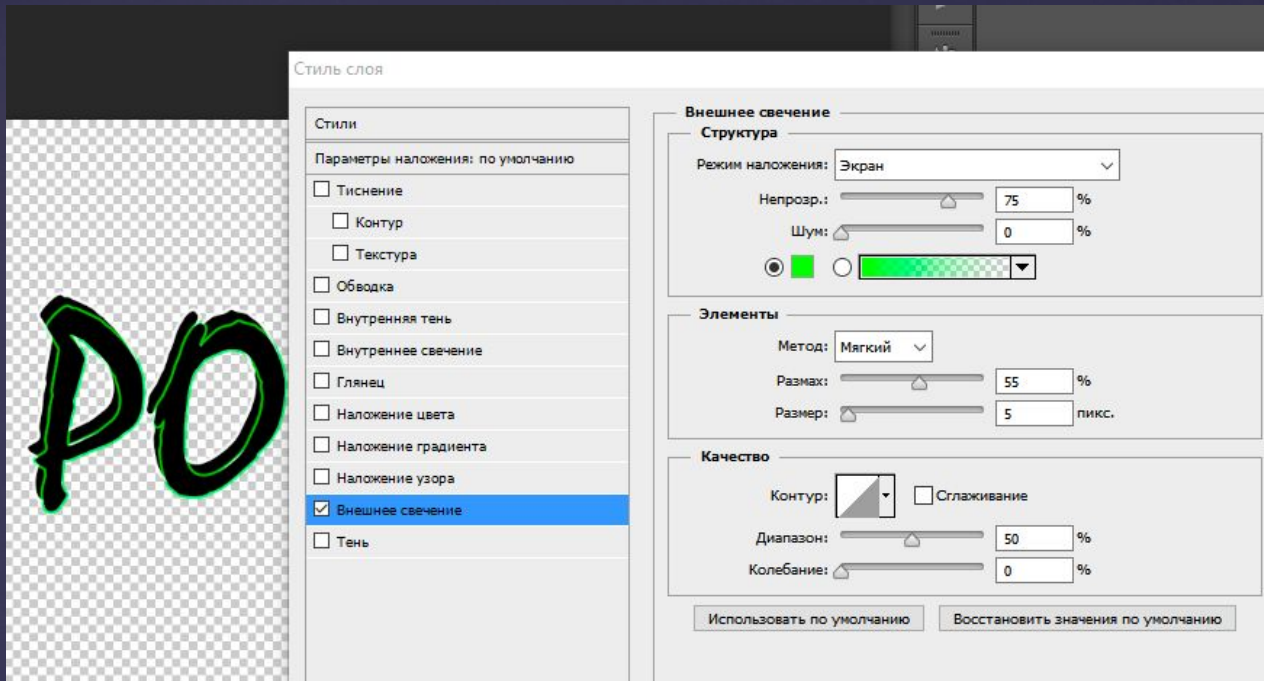 Стиль слоя
Стили
Параметры наложения: по умолчанию
Тиснение
Контур
Текстура
Обводка
Внутренняя тень
Внутреннее свечение
Глянец
Наложение цвета
Наложение градиента
Наложение узора
Внешнее свечение
Тень
Внешнее свечение
Структура
Режим наложения: Экран
Непрозр.: 75 %
Шум: 0 %
Элементы
Метод: Мягкий
Размах: 55 %
Размер: 5 пикс.
Качество
Контур: Сглаживание
Диапазон: 50 %
Колебание: 0 %
Использовать по умолчанию Восстановить значения по умолчанию
РО